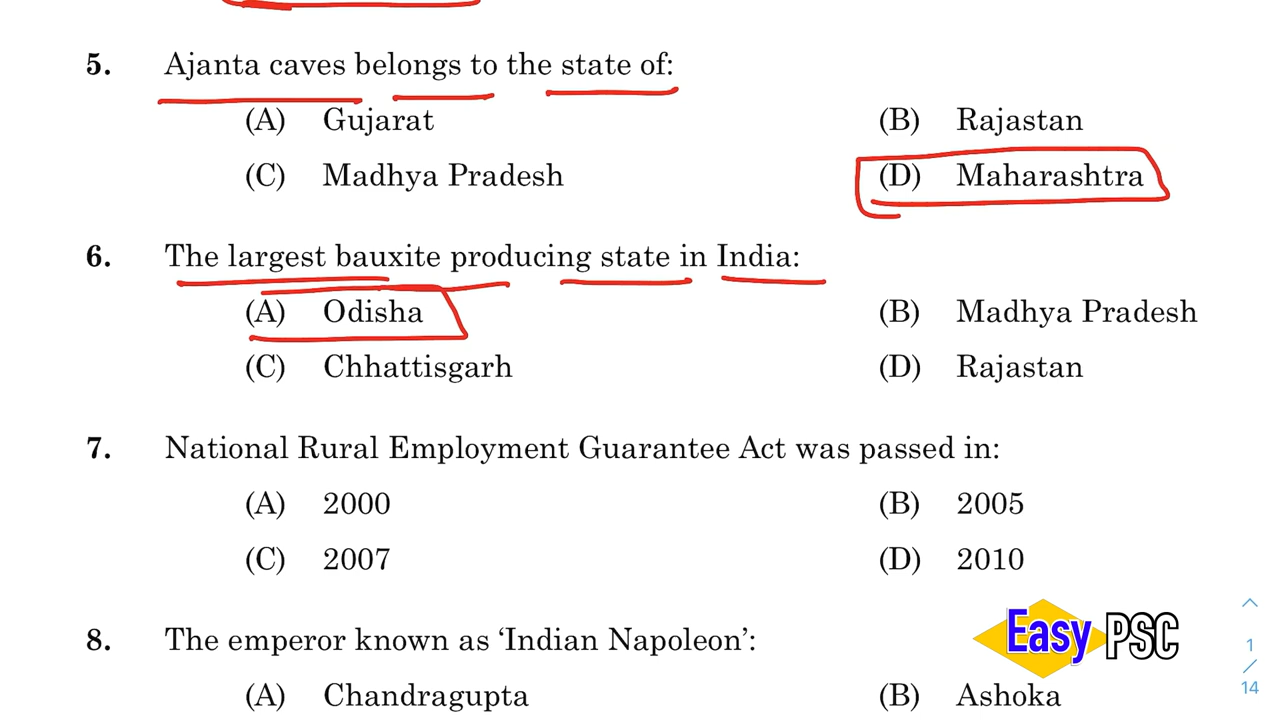 5. Ajanta caves belongs to the state of:
(A) Gujarat (B) Rajastan
(C) Madhya Pradesh (D) Maharashtra
6. The largest bauxite producing state in India:
(A) Odisha (B) Madhya Pradesh
(C) Chhattisgarh (D) Rajastan
7. National Rural Employment Guarantee Act was passed in:
(A) 2000 (B) 2005
(C) 2007 (D) 2010
8. The emperor known as ‘Indian Napoleon’:
(A) Chandragupta (B) Ashoka
Easy PSC
1
/
14